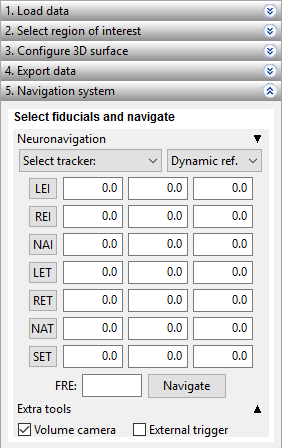 1. Load data
2. Select region of interest
3. Configure 3D surface
4. Export data
5. Navigation system
Select fiducials and navigate
Neuronavigation
Select tracker: Dynamic ref.
LEI 0.0 0.0 0.0
REI 0.0 0.0 0.0
NAI 0.0 0.0 0.0
LET 0.0 0.0 0.0
RET 0.0 0.0 0.0
NAT 0.0 0.0 0.0
SET 0.0 0.0 0.0
FRE: Navigate
Extra tools
Volume camera External trigger